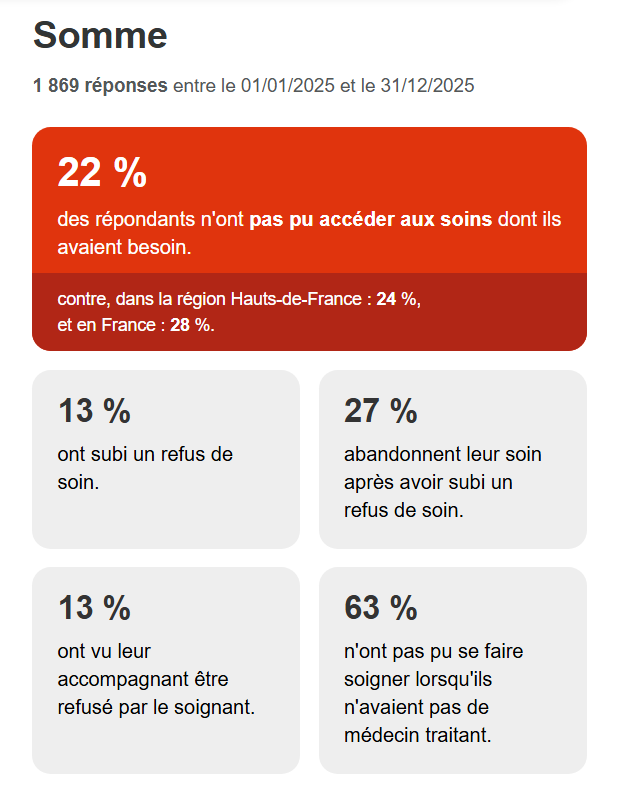 Somme
1 869 réponses entre le 01/01/2025 et le 31/12/2025
22 %
des répondants n'ont pas pu accéder aux soins dont ils
avaient besoin.
contre, dans la région Hauts-de-France : 24 %,
et en France : 28 %.
13 %
ont subi un refus de
soin.
27 %
abandonnent leur soin
après avoir subi un
refus de soin.
13 %
ont vu leur
accompagnant être
refusé par le soignant.
63 %
n'ont pas pu se faire
soigner lorsqu'ils
n'avaient pas de
médecin traitant.